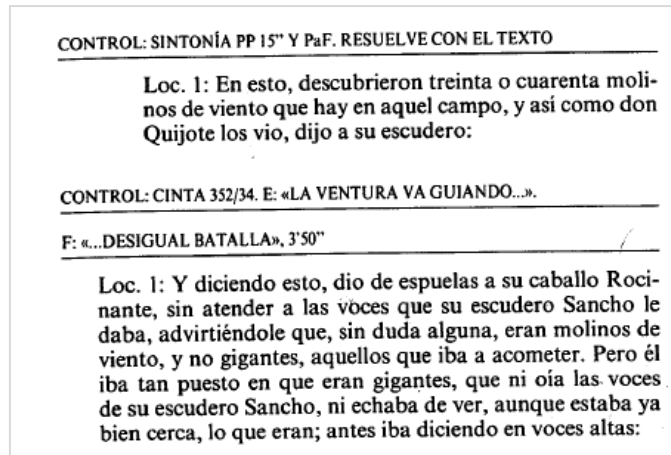 CONTROL: SINTONÍA PP 15” Y PaF. RESUELVE CON EL TEXTO
Loc. 1: En esto, descubrieron treinta o cuarenta moli-
nos de viento que hay en aquel campo, y así como don
Quijote los vio, dijo a su escudero:
CONTROL: CINTA 352/34. E: «LA VENTURA VA GUIANDO...».
F: «...DESIGUAL BATALLA», 3’50”
Loc. 1: Y diciendo esto, dio de espuelas a su caballo Roci-
nante, sin atender a las voces que su escudero Sancho le
daba, advirtiéndole que, sin duda alguna, eran molinos de
viento, y no gigantes, aquellos que iba a acometer. Pero él
iba tan puesto en que eran gigantes, que ni oía las voces
de su escudero Sancho, ni echaba de ver, aunque estaba ya
bien cerca, lo que eran; antes iba diciendo en voces altas: